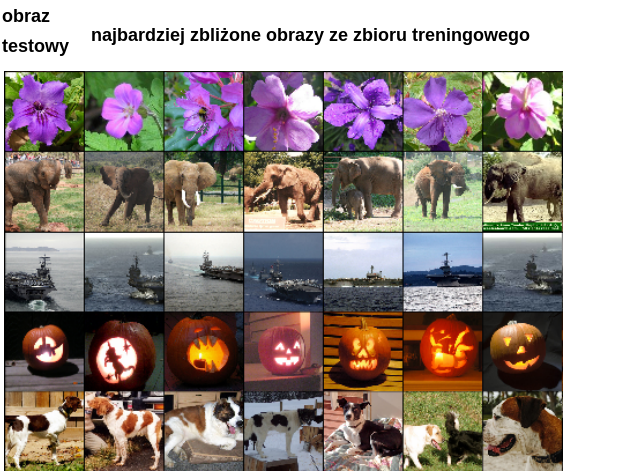 obraz
testowy
najbardziej zbliżone obrazy ze zbioru treningowego